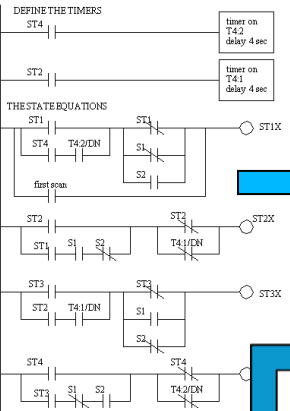 DEFINE THE TIMERS
ST4
timer on
T4:2
delay 4 sec
ST2
timer on
T4:1
delay 4 sec
THE STATE EQUATIONS
ST1 ST1 ST1X
ST4 T4:2/DN S1
S2
first scan
ST2 ST2 ST2X
ST1 S1 S2 T4:1/DN
ST3 ST3 ST3X
ST2 T4:1/DN S1
S2
ST4 ST4
ST3 S1 S2 T4:2/DN